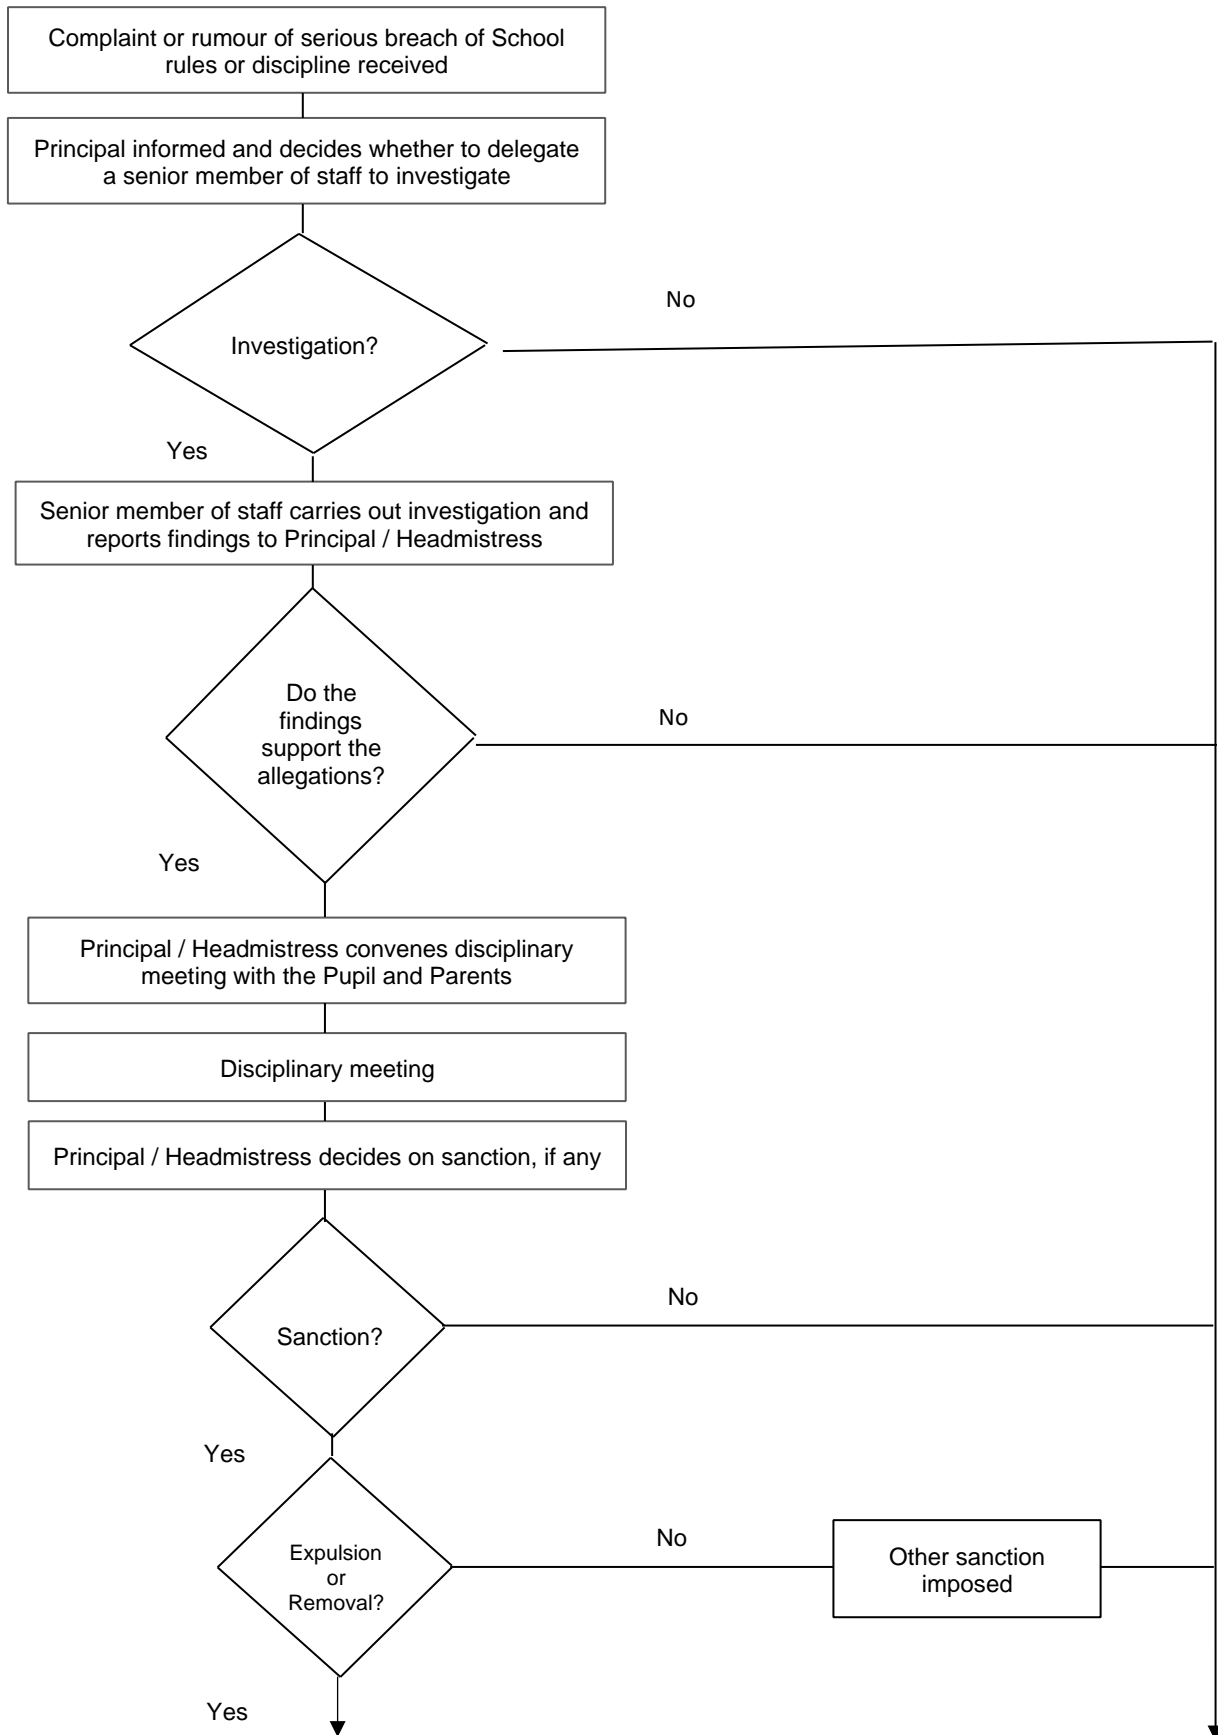 Complaint or rumour of serious breach of School
rules or discipline received
Principal informed and decides whether to delegate
a senior member of staff to investigate
No
Investigation?
Yes
Senior member of staff carries out investigation and
reports findings to Principal / Headmistress
Do the
findings
support the
allegations?
No
Yes
Principal / Headmistress convenes disciplinary
meeting with the Pupil and Parents
Disciplinary meeting
Principal / Headmistress decides on sanction, if any
No
Sanction?
Yes
No
Expulsion
or
Removal?
Other sanction
imposed
Yes